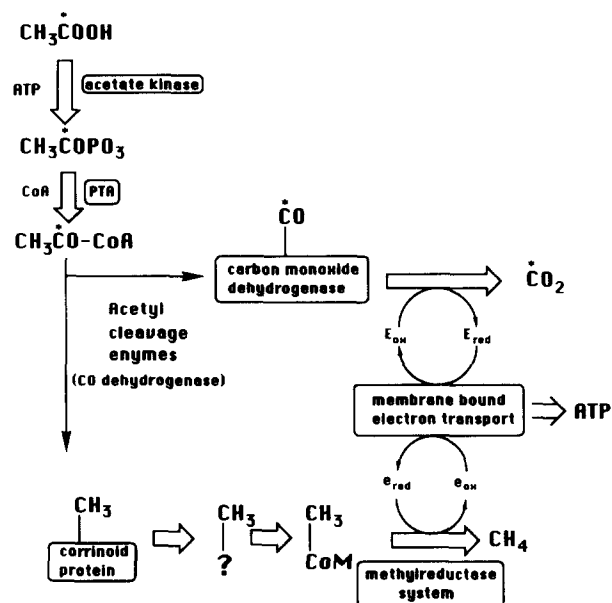 *
CH₃COOH
ATP
acetate kinase
*
CH₃COPO₃
CoA
PTA
*
CH₃CO-CoA
*
CO
carbon monoxide
dehydrogenase
*
CO₂
Acetyl
cleavage
enymes
(CO dehydrogenase)
Eox
Ered
membrane bound
electron transport
ATP
ered
eox
CH₃
corrinoid
protein
CH₃
?
CH₃
CoM
CH₄
methylreductase
system